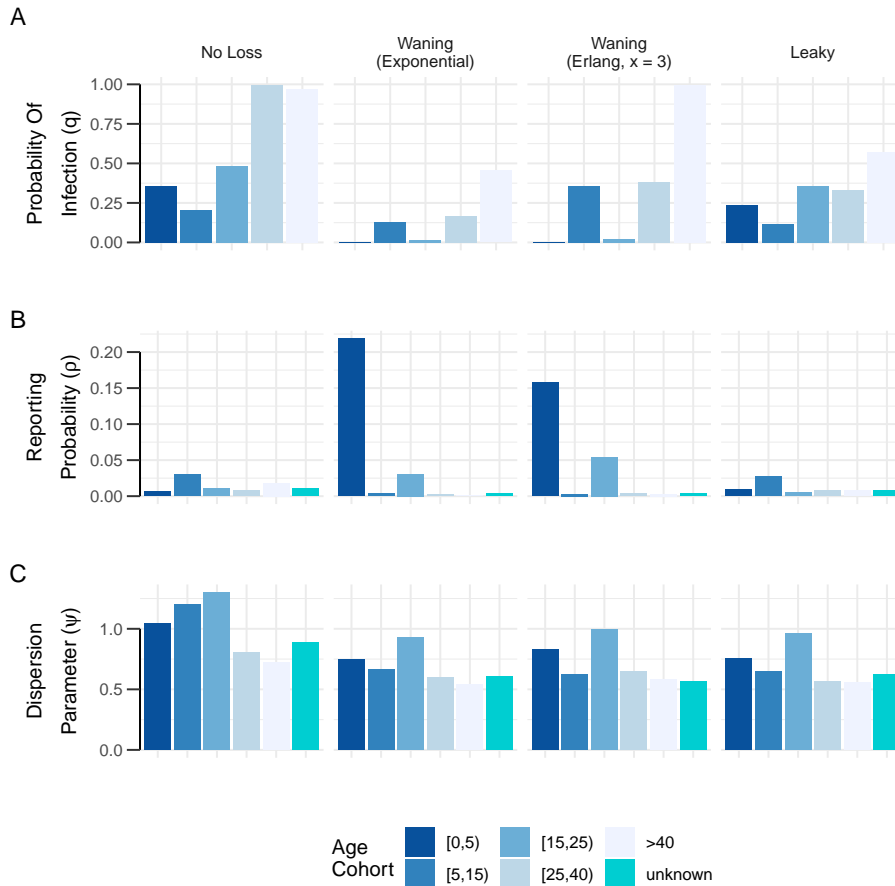 A
No Loss
Waning
(Exponential)
Waning
(Erlang, x = 3)
Leaky
Probability Of
Infection (q)
1.00
0.75
0.50
0.25
0.00
B
Reporting
Probability (ρ)
0.20
0.15
0.10
0.05
0.00
C
Dispersion
Parameter (ψ)
1.0
0.5
0.0
Age
Cohort
[0,5)
[15,25)
>40
[5,15)
[25,40)
unknown